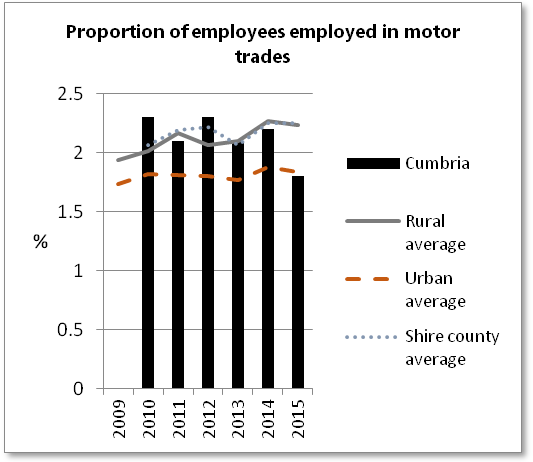 Proportion of employees employed in motor
trades
2.5
2
1.5
1
0.5
0
%
2009
2010
2011
2012
2013
2014
2015
Cumbria
Rural
average
Urban
average
Shire county
average